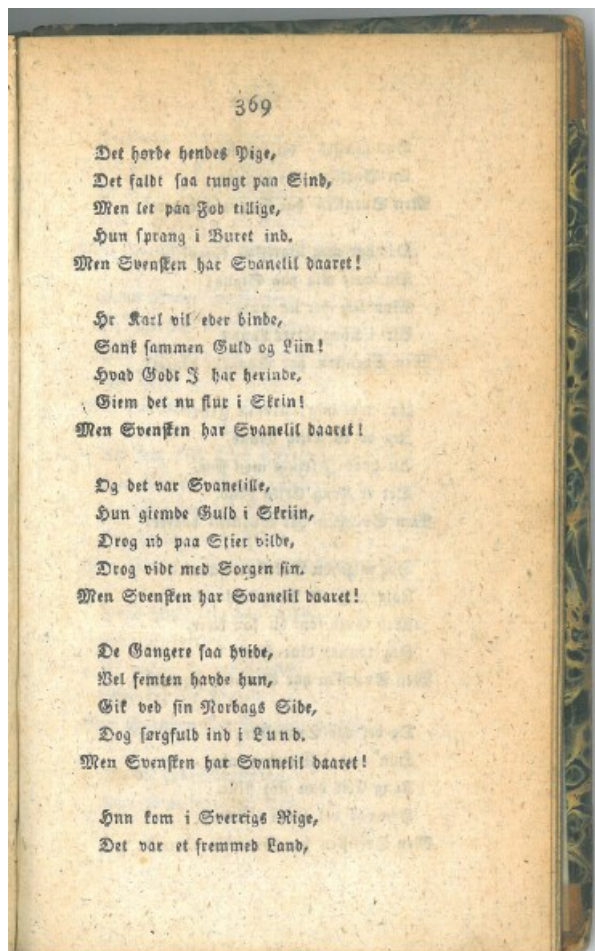 369
Det hørde hendes Pige,
Det faldt saa tungt paa Sind,
Men let paa Fod tillige,
Hun sprang i Buret ind.
Men Svensken har Svanelil daaret!
Hr Karl vil eder binde,
Sank sammen Guld og Liin!
Hvad Godt I har herinde,
Giem det nu flux i Skrin!
Men Svensken har Svanelil daaret!
Og det var Svanelille,
Hun giemde Guld i Skriin,
Drog ud paa Stier vilde,
Drog vidt med Sorgen sin.
Men Svensken har Svanelil daaret!
De Gangere saa hvide,
Vel femten havde hun,
Gik ved sin Nordags Side,
Dog sørgfuld ind i Lund.
Men Svensken har Svanelil daaret!
Hnn kom i Sverrigs Rige,
Det var et fremmed Land,